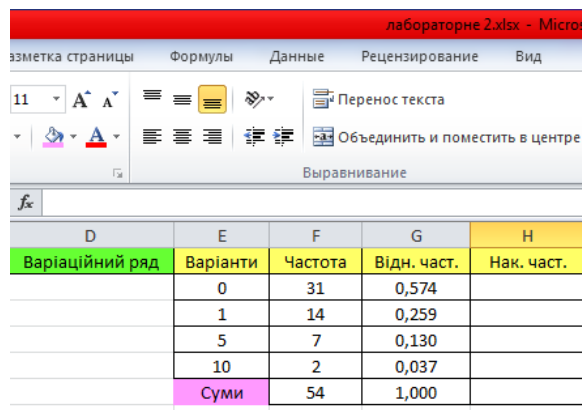 лабораторне 2.xlsx - Micros
азметка страницы Формулы Данные Рецензирование Вид
11 A A Перенос текста
A Объединить и поместить в центре
Выравнивание
fx
D E F G H
Варіаційний ряд Варіанти Частота Відн. част. Нак. част.
0 31 0,574
1 14 0,259
5 7 0,130
10 2 0,037
Суми 54 1,000